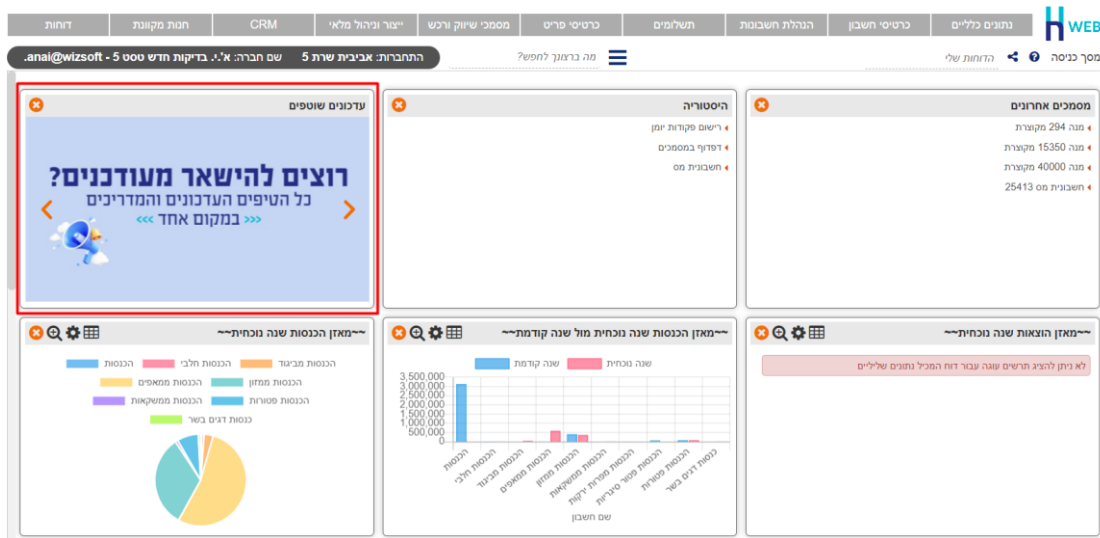 WEB
נתונים כלליים
כרטיסי חשבון
הנהלת חשבונות
תשלומים
כרטיסי פריט
מסמכי שיווק ורכש
ייצור וניהול מלאי
CRM
חנות מקוונת
דוחות
מסך כניסה
הדוחות שלי
מה ברצונך לחפש?
התחברות: אביבית שרת 5 שם חברה: א'.י. בדיקות חדש טסט 5 - anai@wizsoft.
מסמכים אחרונים
מנה 294 מקוצרת
מנה 15350 מקוצרת
מנה 40000 מקוצרת
חשבונית מס 25413
היסטוריה
רישום פקודות יומן
דפדוף במסמכים
חשבונית מס
עדכונים שוטפים
רוצים להישאר מעודכנים?
כל הטיפים העדכונים והמדריכים
>>> במקום אחד <<<
~~מאזן הוצאות שנה נוכחית~~
לא ניתן להציג תרשים עוגה עבור דוח המכיל נתונים שליליים
~~מאזן הכנסות שנה נוכחית מול שנה קודמת~~
שנה נוכחית
שנה קודמת
3,500,000
3,000,000
2,500,000
2,000,000
1,500,000
1,000,000
500,000
0
הכנסות
הכנסות חלבי
הכנסות מביגוד
הכנסות ממאפים
הכנסות ממזון
הכנסות ממשקאות
הכנסות מפרות ירקות
הכנסות פטור סיגריות
הכנסות פטורות
כנסות דגים בשר
שם חשבון
~~מאזן הכנסות שנה נוכחית~~
הכנסות מביגוד
הכנסות חלבי
הכנסות
הכנסות ממזון
הכנסות ממאפים
הכנסות פטורות
הכנסות ממשקאות
כנסות דגים בשר